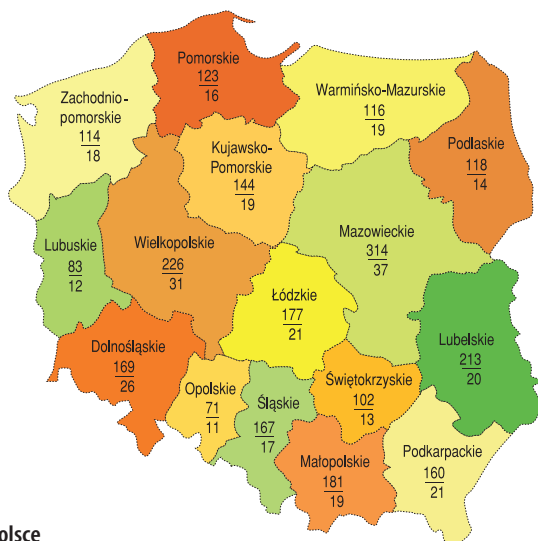 Pomorskie
123
16
Zachodnio-
pomorskie
114
18
Warmińsko-Mazurskie
116
19
Podlaskie
118
14
Kujawsko-
Pomorskie
144
19
Lubuskie
83
12
Wielkopolskie
226
31
Mazowieckie
314
37
Łódzkie
177
21
Lubelskie
213
20
Dolnośląskie
169
26
Opolskie
71
11
Śląskie
167
17
Świętokrzyskie
102
13
Małopolskie
181
19
Podkarpackie
160
21
olsce